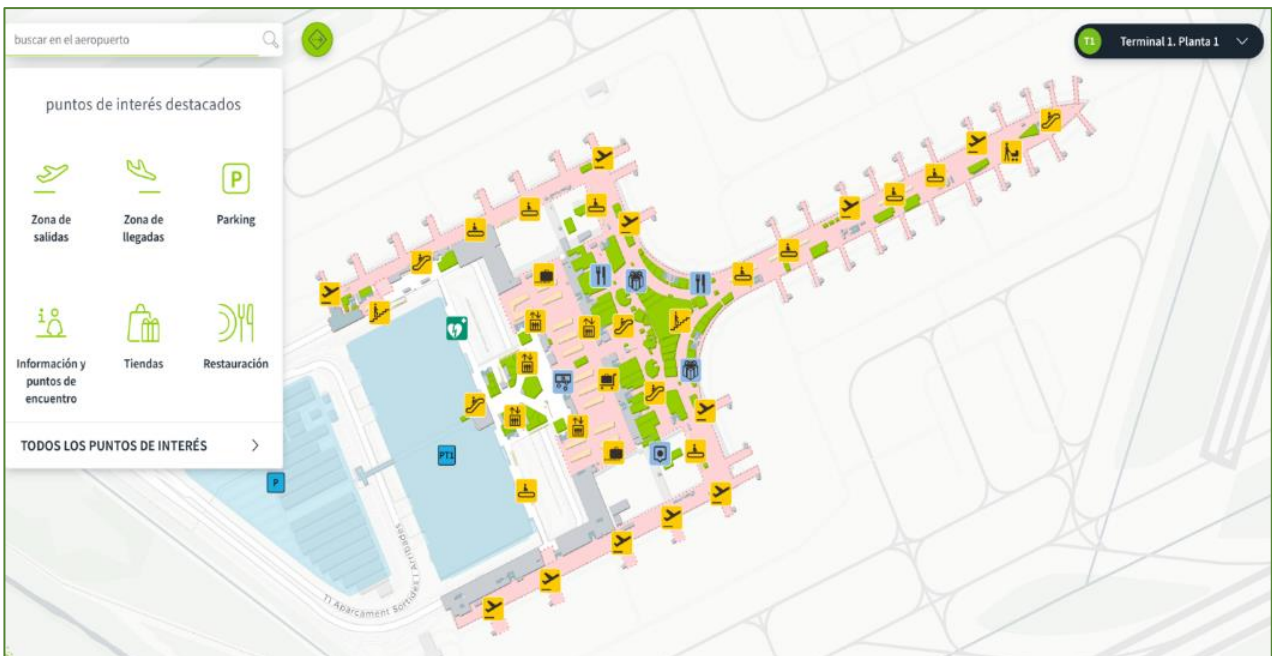 buscar en el aeropuerto
T1 Terminal 1. Planta 1
puntos de interés destacados
Zona de
salidas
Zona de
llegadas
Parking
P
i
Información y
puntos de
encuentro
Tiendas
Restauración
TODOS LOS PUNTOS DE INTERÉS
P
PT1
T1 Aparcament Sortides i Arribades